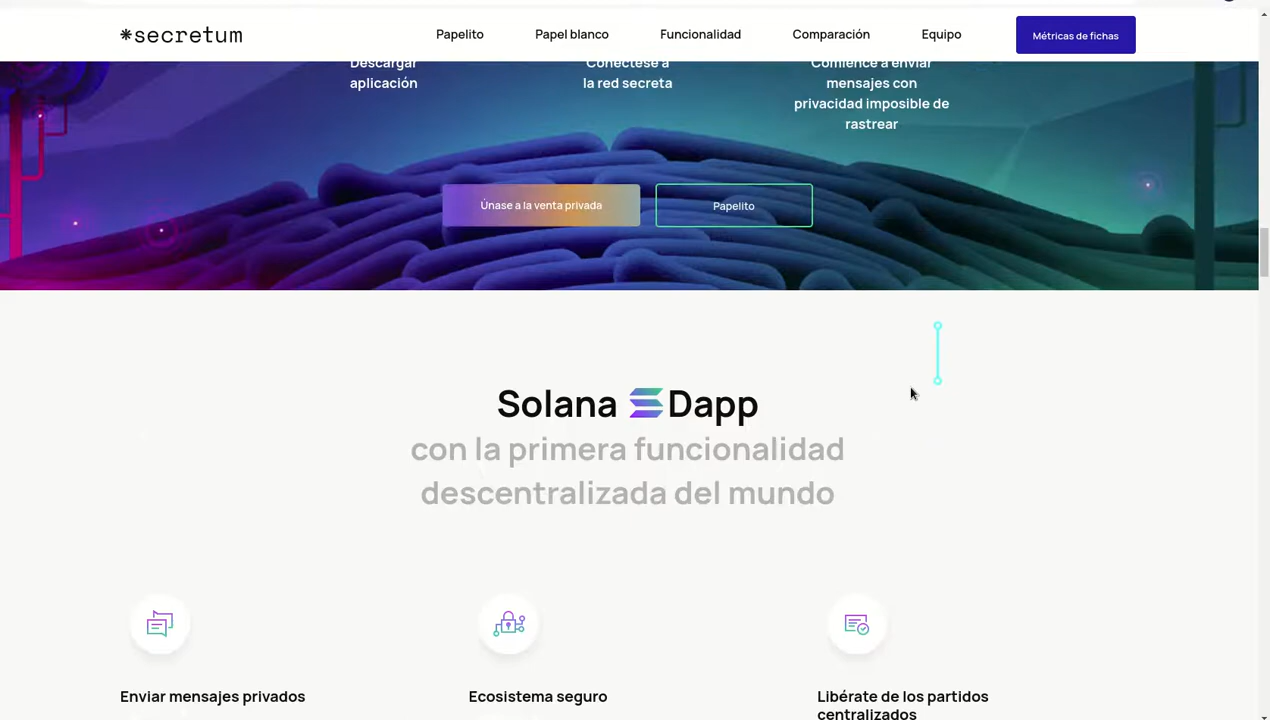 *secretum
Papelito
Papel blanco
Funcionalidad
Comparación
Equipo
Métricas de fichas
Descargar
aplicación
Conéctese a
la red secreta
Comience a enviar
mensajes con
privacidad imposible de
rastrear
Únase a la venta privada
Papelito
Solana Dapp
con la primera funcionalidad
descentralizada del mundo
Enviar mensajes privados
Ecosistema seguro
Libérate de los partidos
centralizados